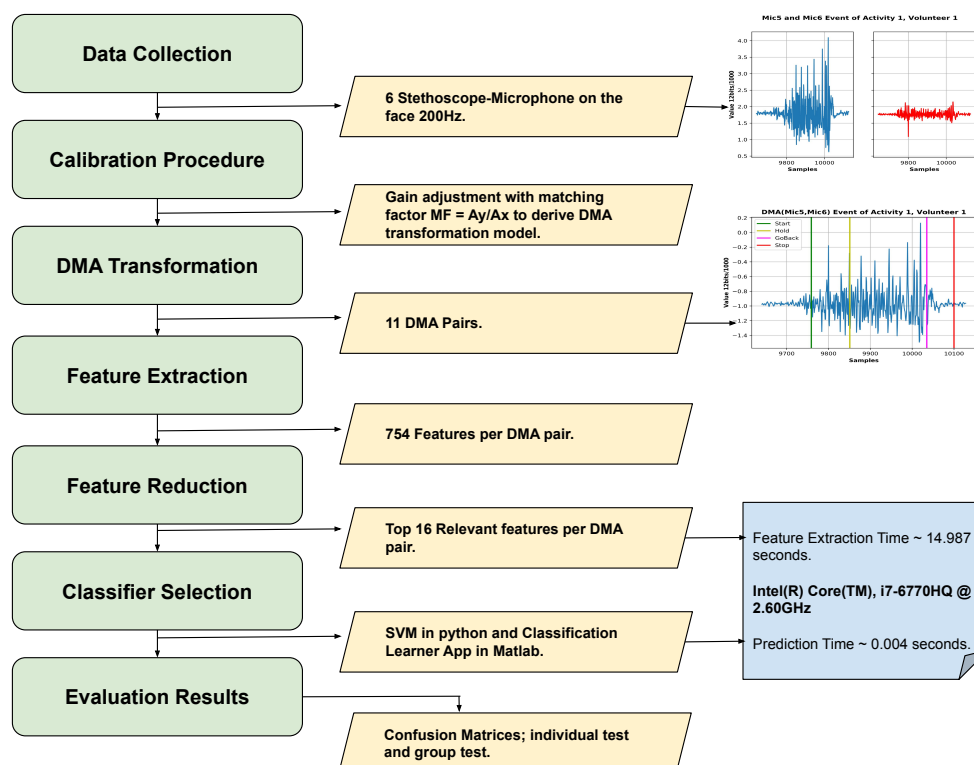 Data Collection
6 Stethoscope-Microphone on the
face 200Hz.
Mic5 and Mic6 Event of Activity 1, Volunteer 1
Value 12bits/1000
4.0
3.5
3.0
2.5
2.0
1.5
1.0
0.5
9800
10000
9800
10000
Samples
Samples
Calibration Procedure
Gain adjustment with matching
factor MF = Ay/Ax to derive DMA
transformation model.
DMA Transformation
11 DMA Pairs.
DMA(Mic5,Mic6) Event of Activity 1, Volunteer 1
Value 12bits/1000
0.2
0.0
−0.2
−0.4
−0.6
−0.8
−1.0
−1.2
−1.4
Start
Hold
GoBack
Stop
9700
9800
9900
10000
10100
Samples
Feature Extraction
754 Features per DMA pair.
Feature Reduction
Top 16 Relevant features per DMA
pair.
Feature Extraction Time ~ 14.987
seconds.
Intel(R) Core(TM), i7-6770HQ @
2.60GHz
Prediction Time ~ 0.004 seconds.
Classifier Selection
SVM in python and Classification
Learner App in Matlab.
Evaluation Results
Confusion Matrices; individual test
and group test.